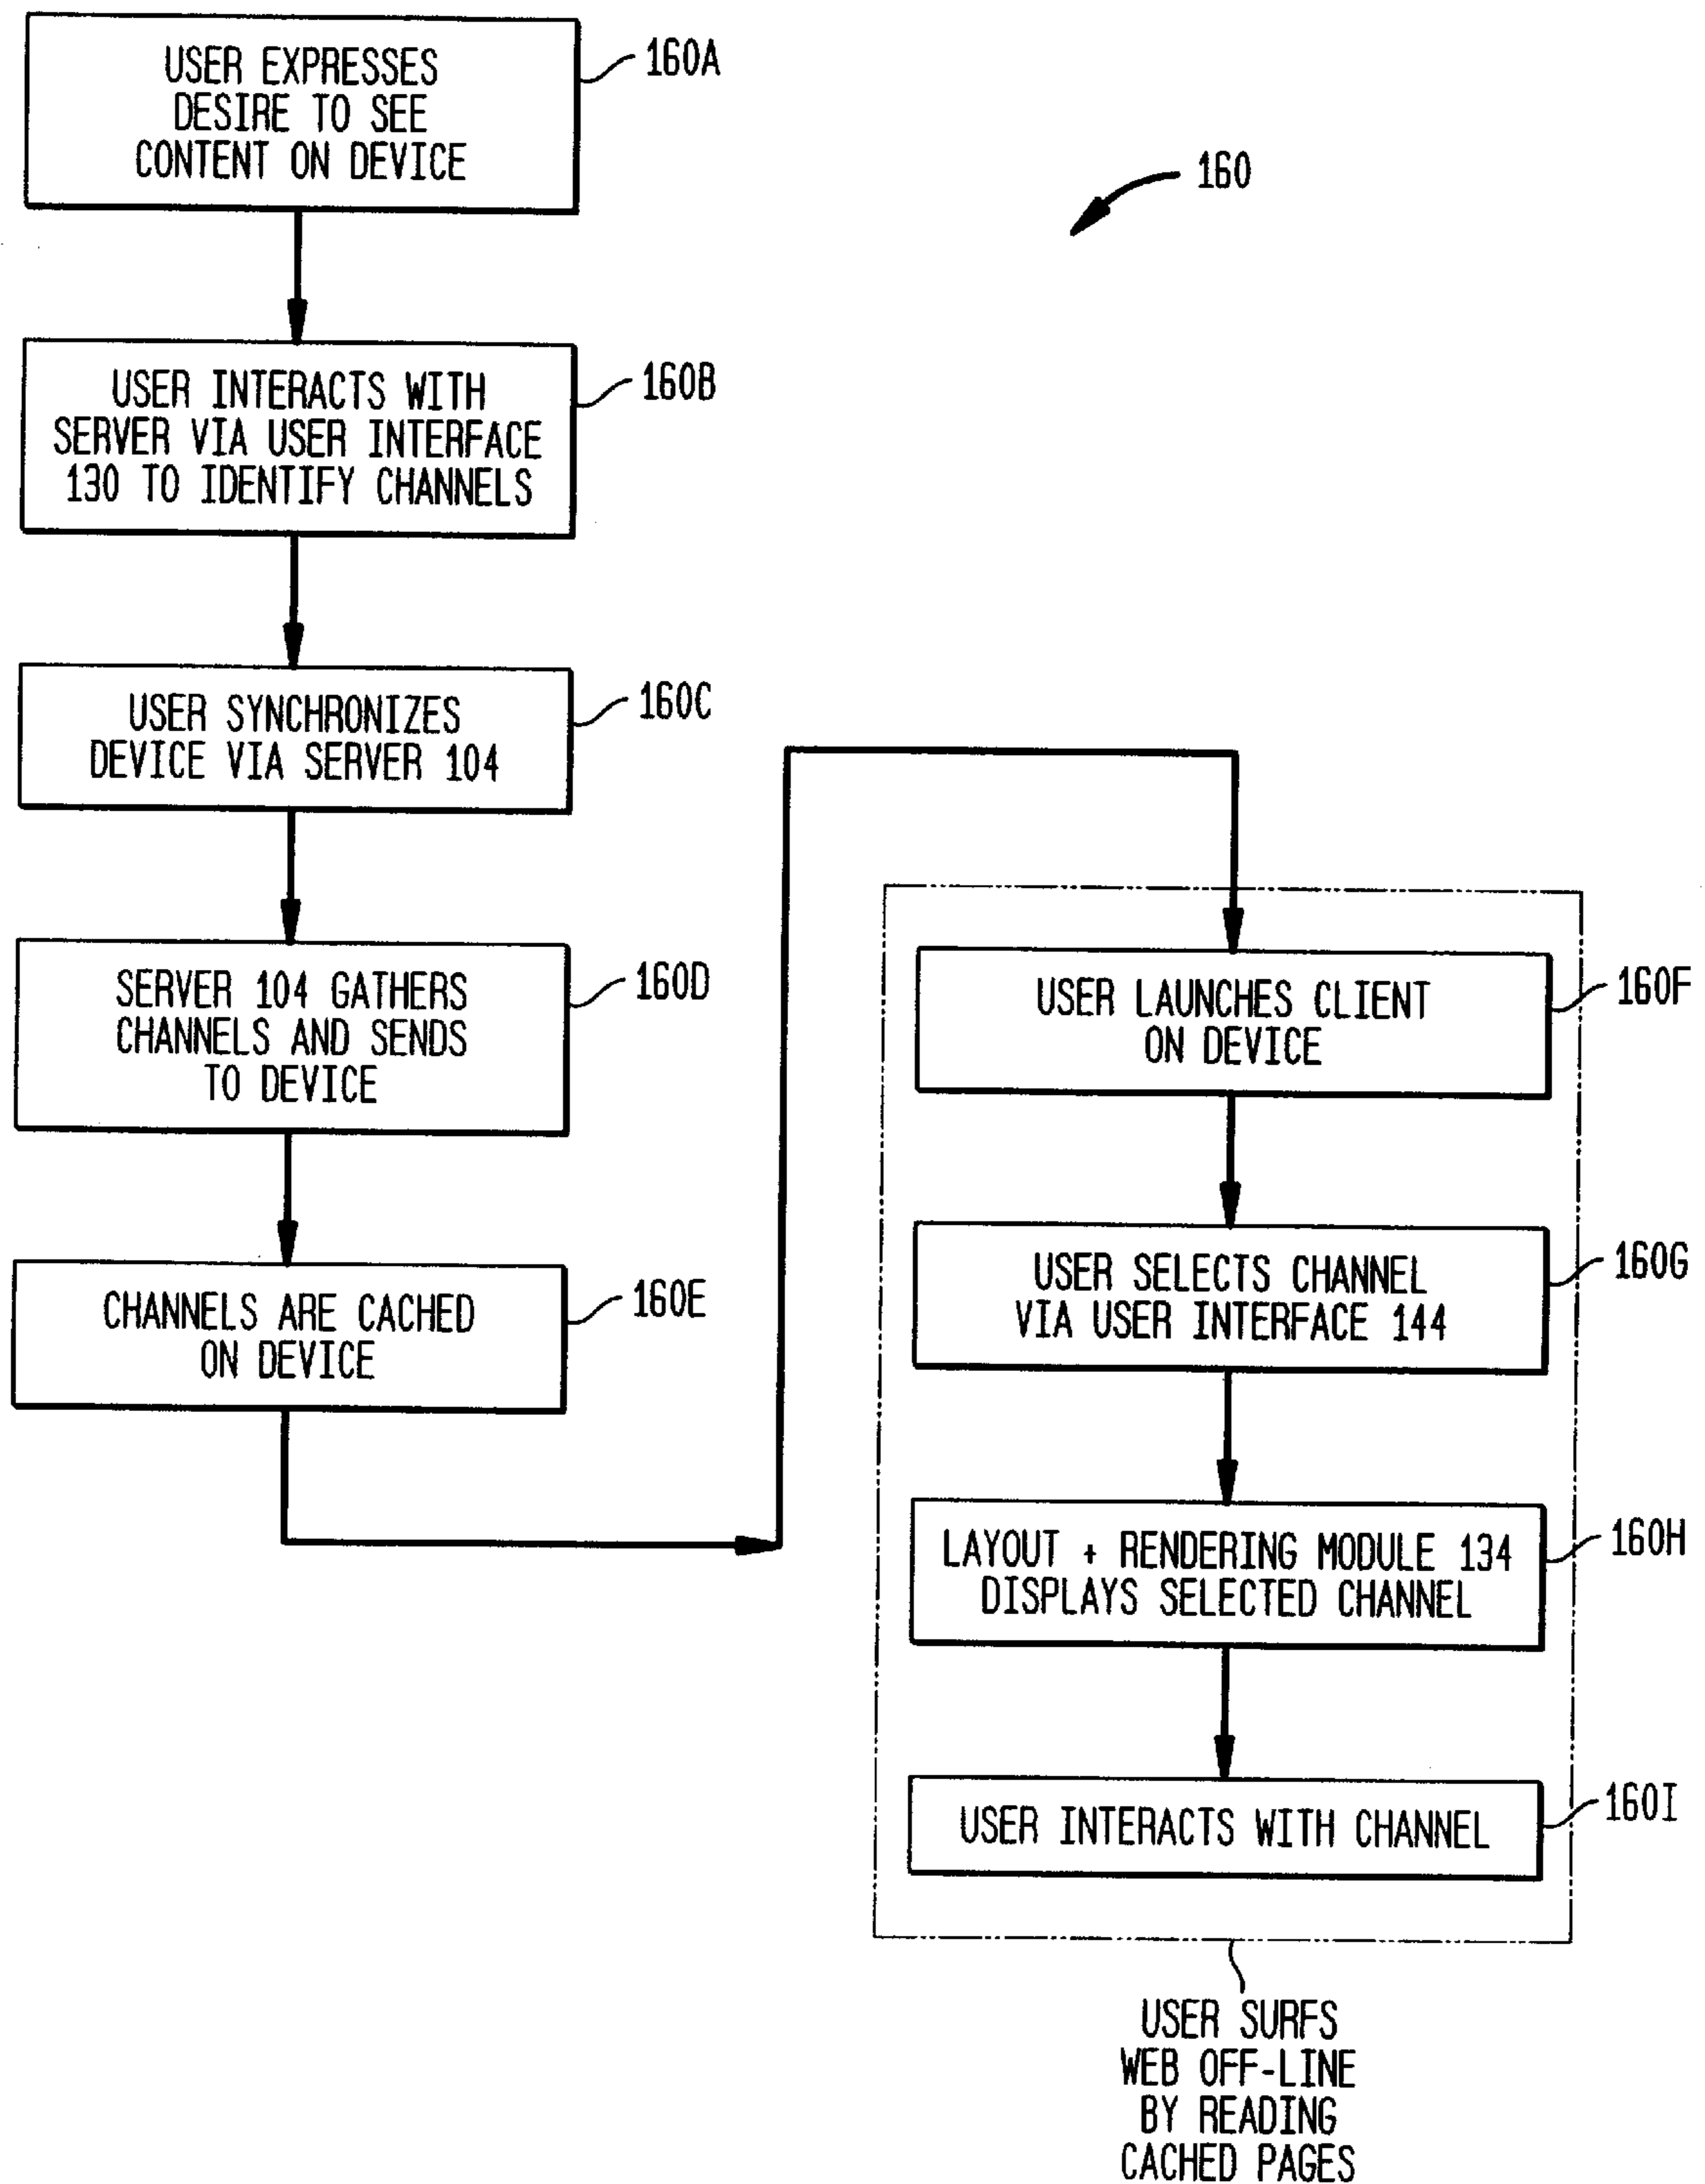 USER EXPRESSES
DESIRE TO SEE
CONTENT ON DEVICE
160A
160
USER INTERACTS WITH
SERVER VIA USER INTERFACE
130 TO IDENTIFY CHANNELS
160B
USER SYNCHRONIZES
DEVICE VIA SERVER 104
160C
SERVER 104 GATHERS
CHANNELS AND SENDS
TO DEVICE
160D
CHANNELS ARE CACHED
ON DEVICE
160E
USER LAUNCHES CLIENT
ON DEVICE
160F
USER SELECTS CHANNEL
VIA USER INTERFACE 144
160G
LAYOUT + RENDERING MODULE 134
DISPLAYS SELECTED CHANNEL
160H
USER INTERACTS WITH CHANNEL
160I
USER SURFS
WEB OFF-LINE
BY READING
CACHED PAGES